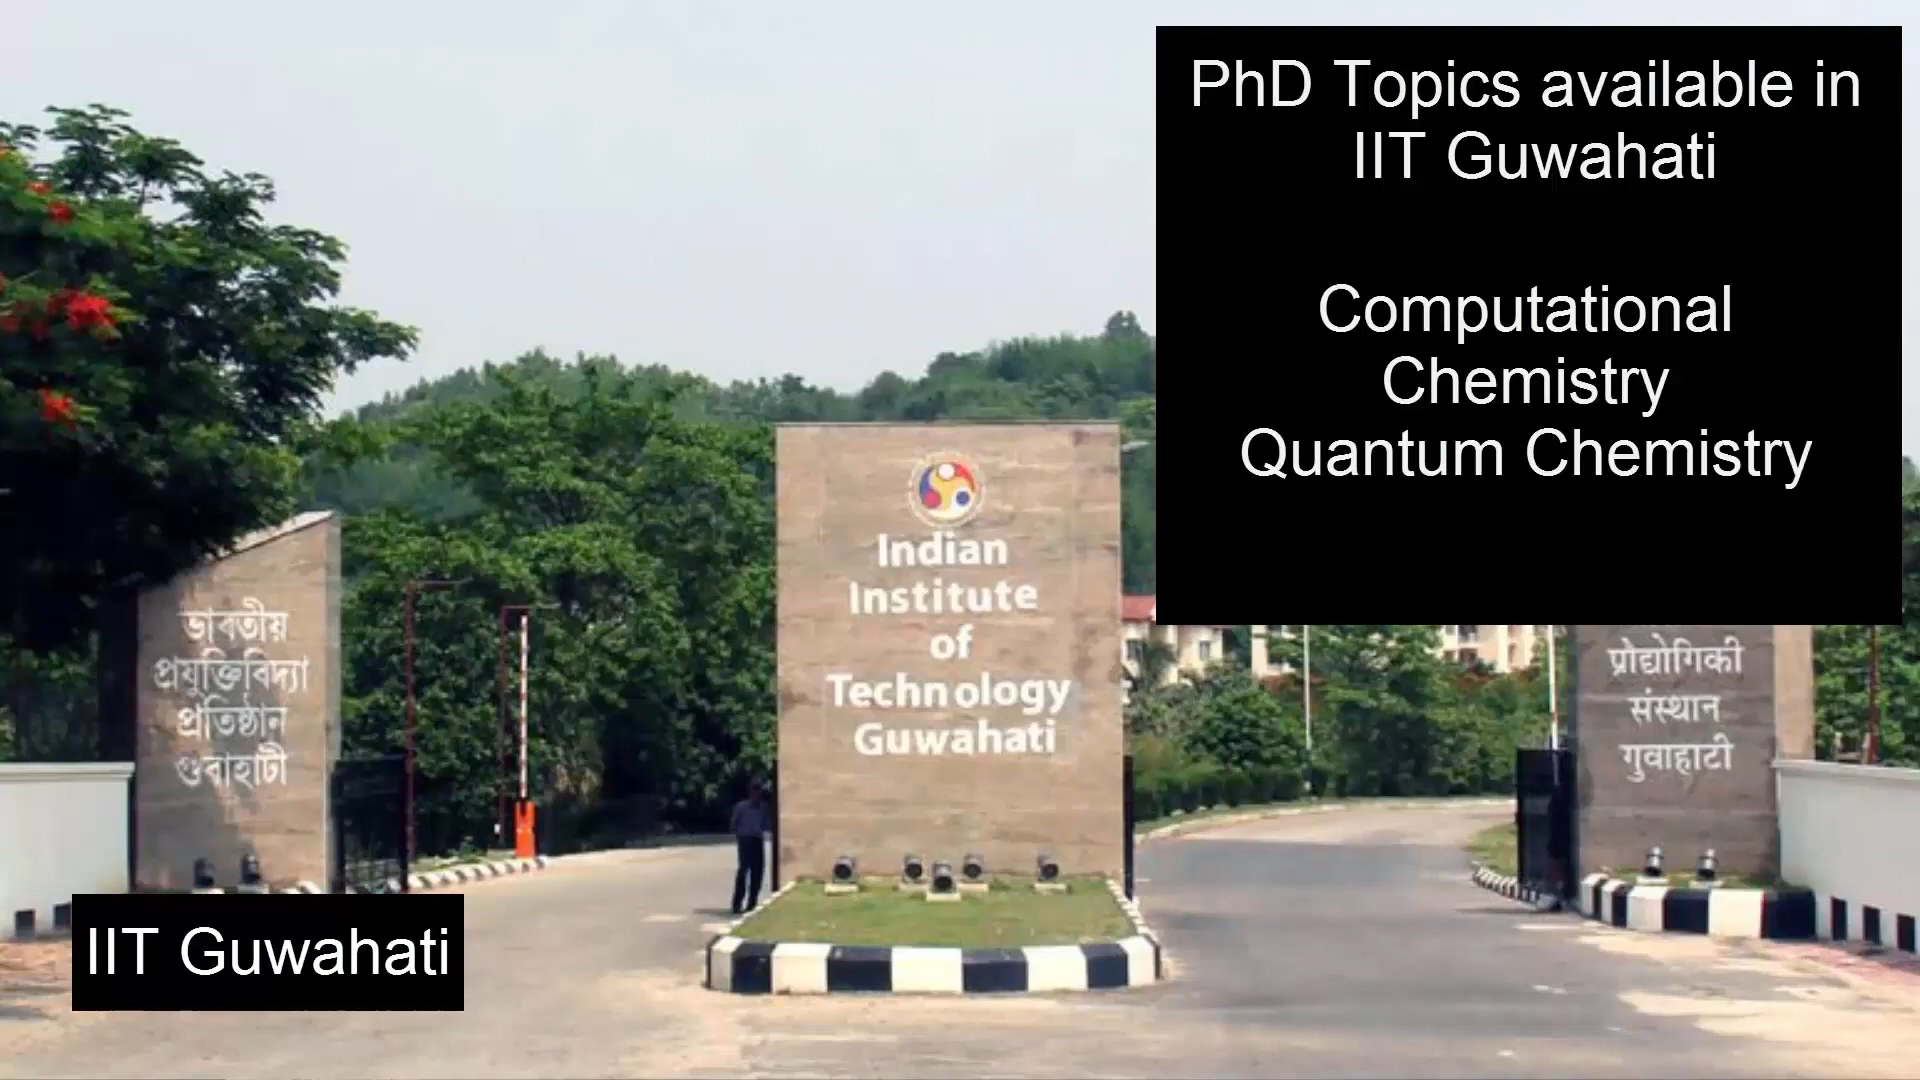 PhD Topics available in
IIT Guwahati
Computational
Chemistry
Quantum Chemistry
Indian
Institute
of
Technology
Guwahati
ভাৰতীয়
প্ৰযুক্তিবিদ্যা
প্ৰতিষ্ঠান
গুৱাহাটী
प्रौद्योगिकी
संस्थान
गुवाहाटी
IIT Guwahati